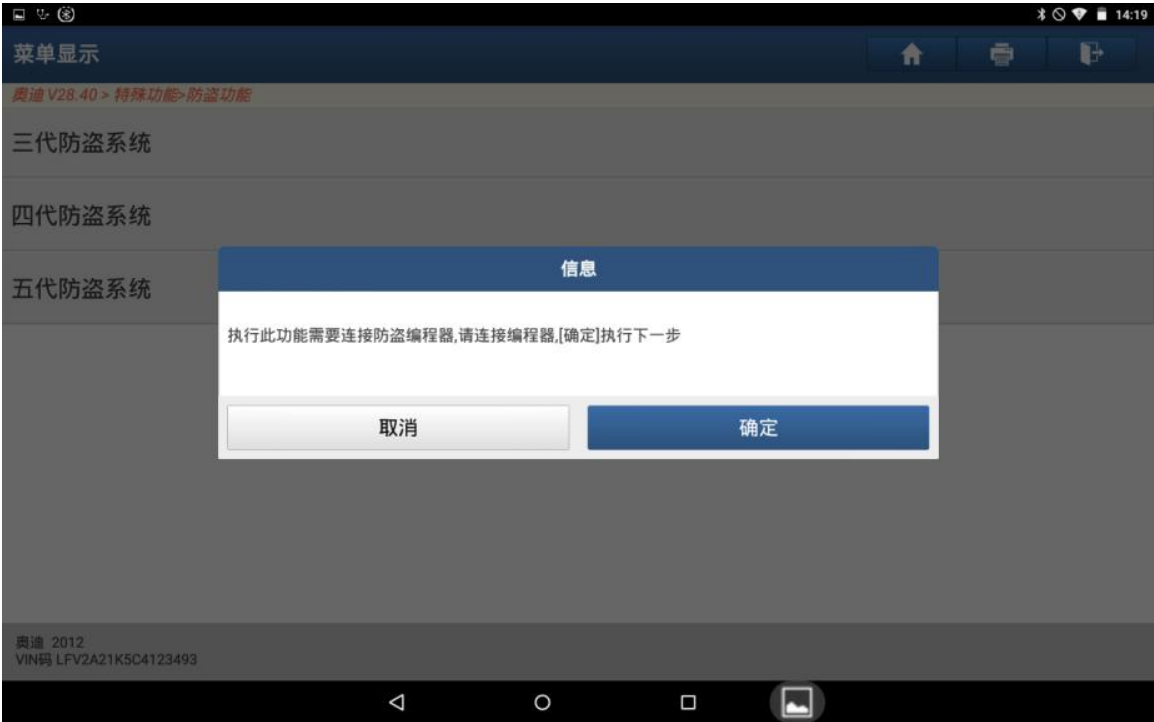 14:19
菜单显示
奥迪 V28.40 > 特殊功能>防盗功能
三代防盗系统
四代防盗系统
五代防盗系统
信息
执行此功能需要连接防盗编程器,请连接编程器,[确定]执行下一步
取消
确定
奥迪 2012
VIN码 LFV2A21K5C4123493